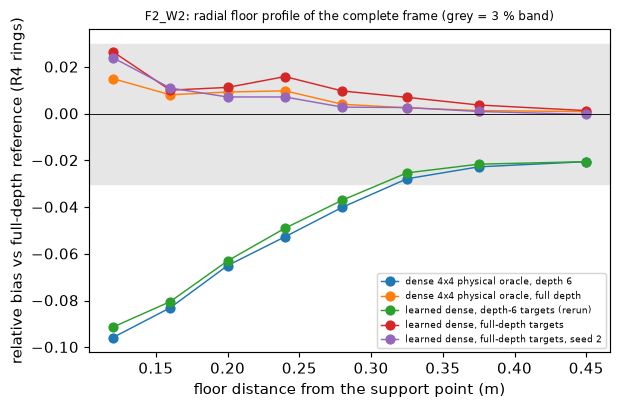 F2_W2: radial floor profile of the complete frame (grey = 3 % band)
relative bias vs full-depth reference (R4 rings)
0.02
0.00
−0.02
−0.04
−0.06
−0.08
−0.10
dense 4x4 physical oracle, depth 6
dense 4x4 physical oracle, full depth
learned dense, depth-6 targets (rerun)
learned dense, full-depth targets
learned dense, full-depth targets, seed 2
0.15 0.20 0.25 0.30 0.35 0.40 0.45
floor distance from the support point (m)